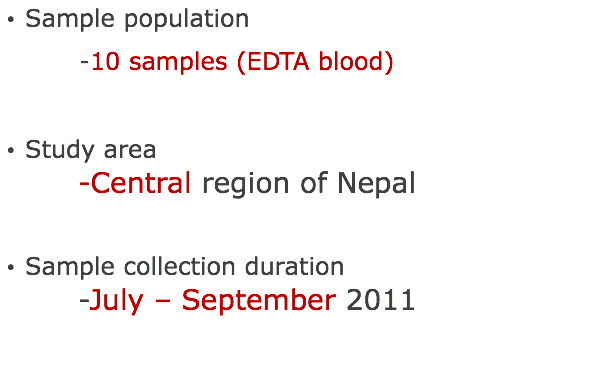 • Sample population
-10 samples (EDTA blood)
• Study area
-Central region of Nepal
• Sample collection duration
-July – September 2011